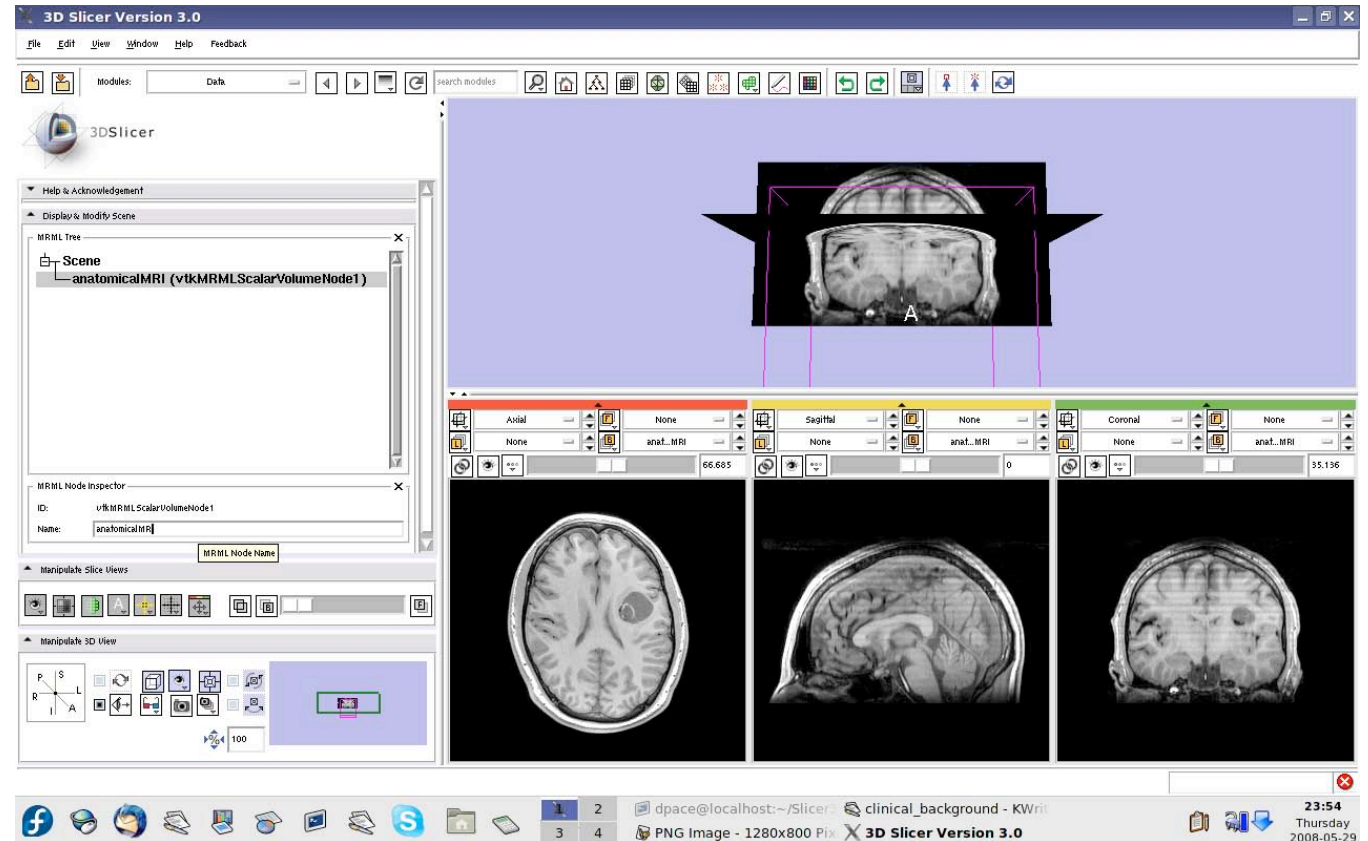 3D Slicer Version 3.0
File Edit View Window Help Feedback
Modules: Data search modules
3DSlicer
Help & Acknowledgement
Display & Modify Scene
MRML Tree
Scene
anatomicalMRI (vtkMRMLScalarVolumeNode1)
MRML Node Inspector
ID: vtkMRMLScalarVolumeNode1
Name: anatomicalMRI
MRML Node Name
Manipulate Slice Views
Manipulate 3D View
P S
R L
I A
100
A
Axial F None
L None B anat...MRI
66.685
Sagittal F None
L None B anat...MRI
0
Coronal F None
L None B anat...MRI
35.136
1 2
3 4
dpace@localhost:~/Slicer
clinical_background - KWrit
PNG Image - 1280x800 Pi
3D Slicer Version 3.0
23:54
Thursday
2008-05-29